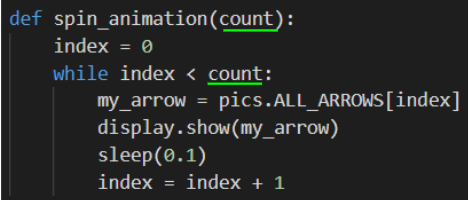 def spin_animation(count):
    index = 0
    while index < count:
        my_arrow = pics.ALL_ARROWS[index]
        display.show(my_arrow)
        sleep(0.1)
        index = index + 1